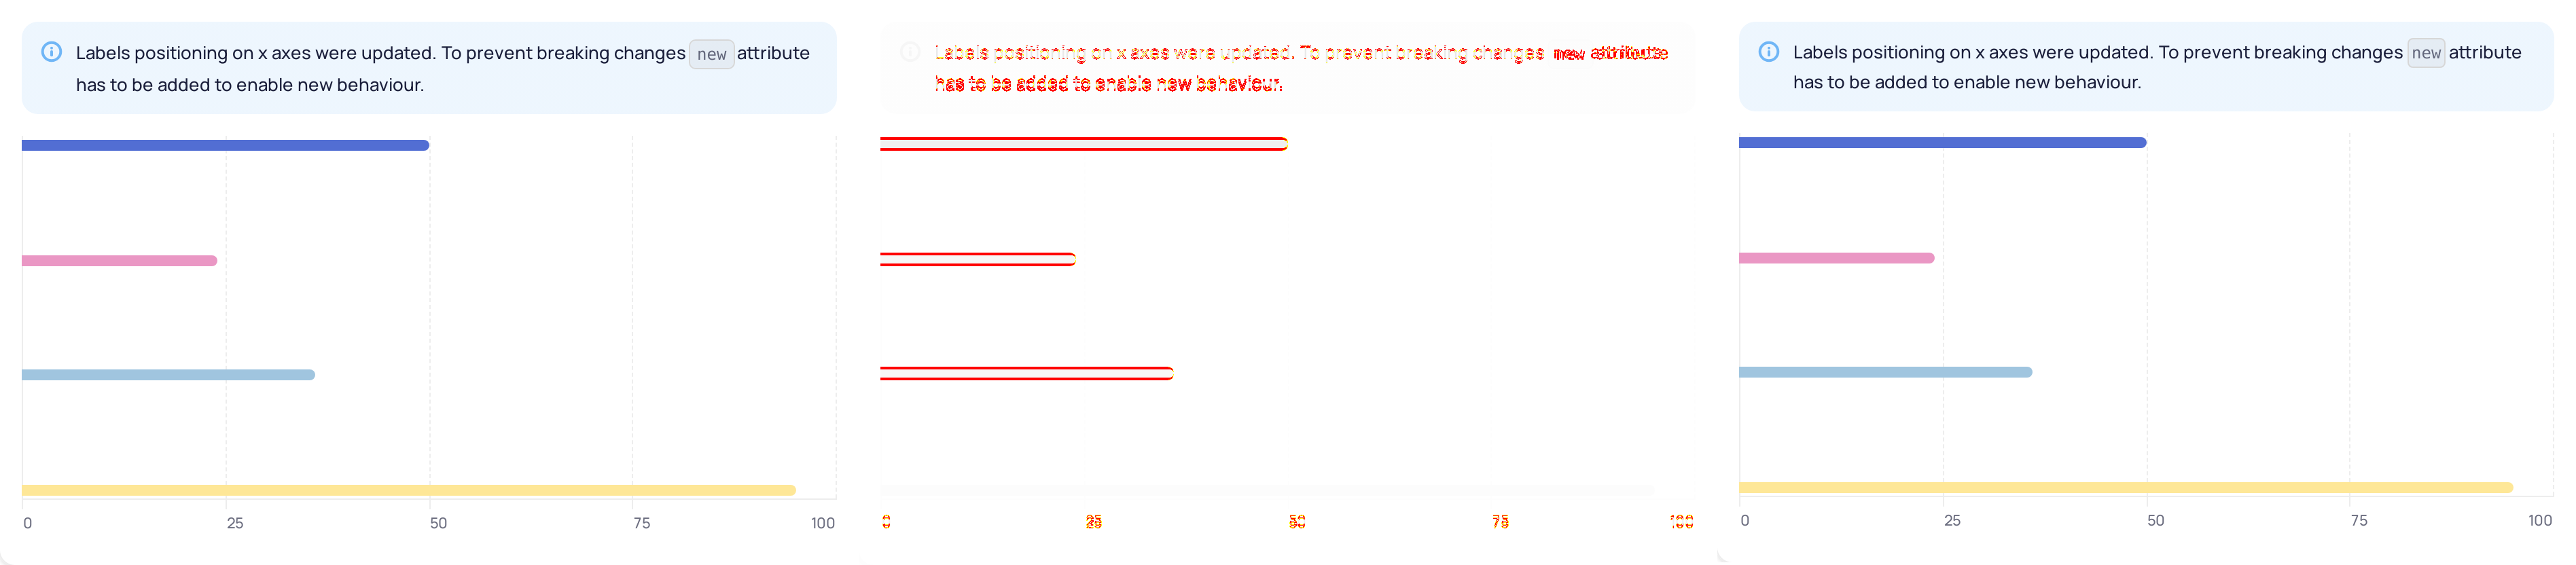 Labels positioning on x axes were updated. To prevent breaking changes new attribute
has to be added to enable new behaviour.
0 25 50 75 100
Labels positioning on x axes were updated. To prevent breaking changes new attribute
has to be added to enable new behaviour.
0 25 50 75 100
Labels positioning on x axes were updated. To prevent breaking changes new attribute
has to be added to enable new behaviour.
0 25 50 75 100